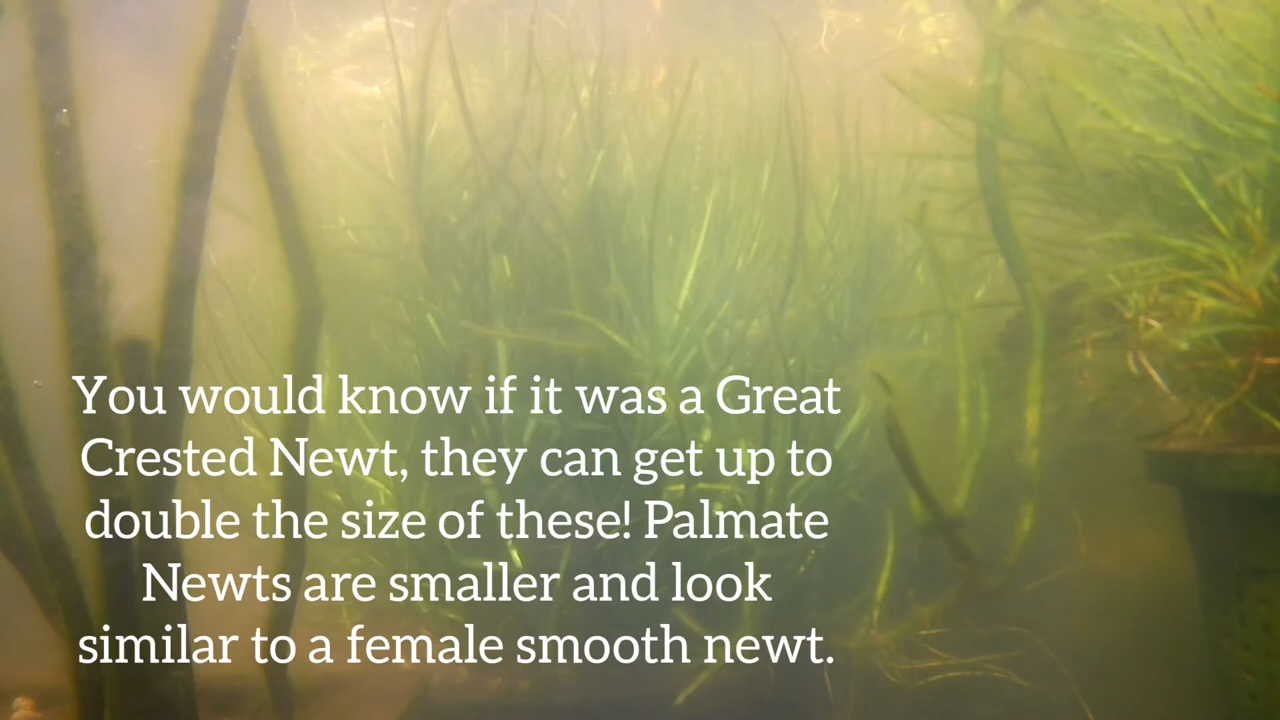 You would know if it was a Great
Crested Newt, they can get up to
double the size of these! Palmate
Newts are smaller and look
similar to a female smooth newt.